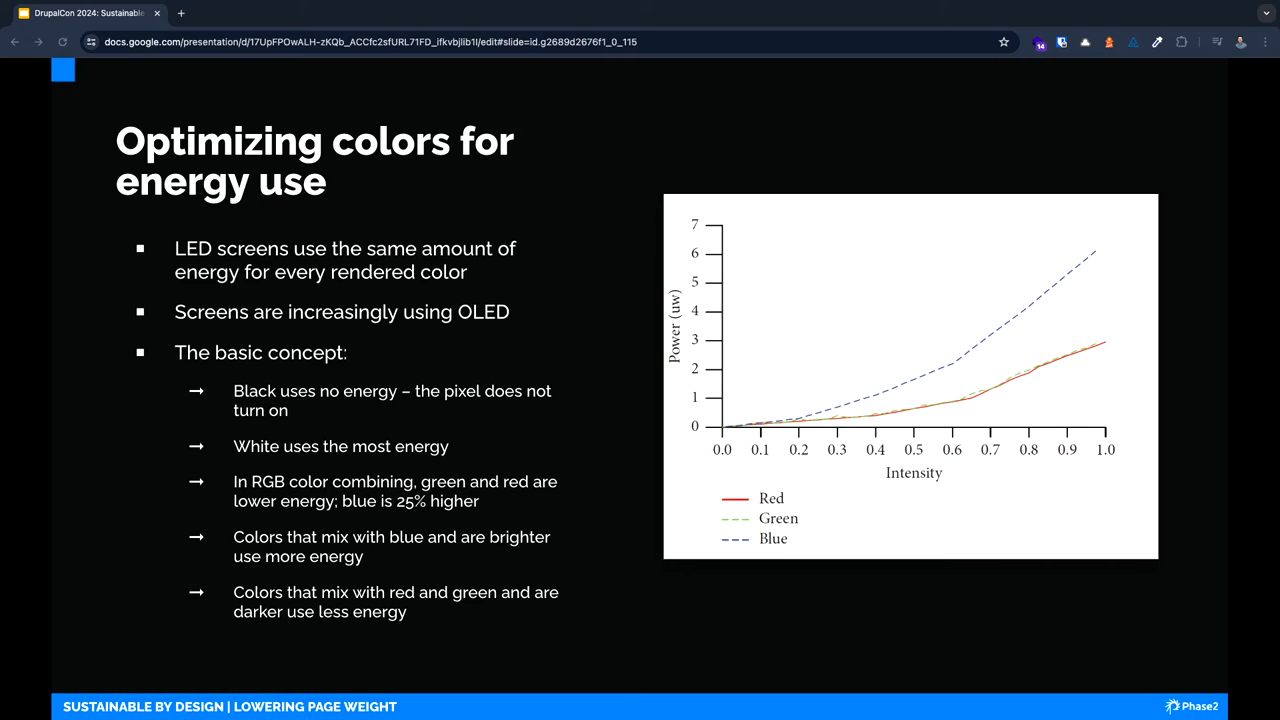 DrupalCon 2024: Sustainable
docs.google.com/presentation/d/17UpFPOwALH-zKQb_ACCfc2sfURL71FD_ifkvbjlib1I/edit#slide=id.g2689d2676f1_0_115
14
Optimizing colors for
energy use
LED screens use the same amount of
energy for every rendered color
Screens are increasingly using OLED
The basic concept:
Black uses no energy – the pixel does not
turn on
White uses the most energy
In RGB color combining, green and red are
lower energy; blue is 25% higher
Colors that mix with blue and are brighter
use more energy
Colors that mix with red and green and are
darker use less energy
7
6
5
4
3
2
1
0
Power (uw)
0.0 0.1 0.2 0.3 0.4 0.5 0.6 0.7 0.8 0.9 1.0
Intensity
Red
Green
Blue
SUSTAINABLE BY DESIGN | LOWERING PAGE WEIGHT
Phase2